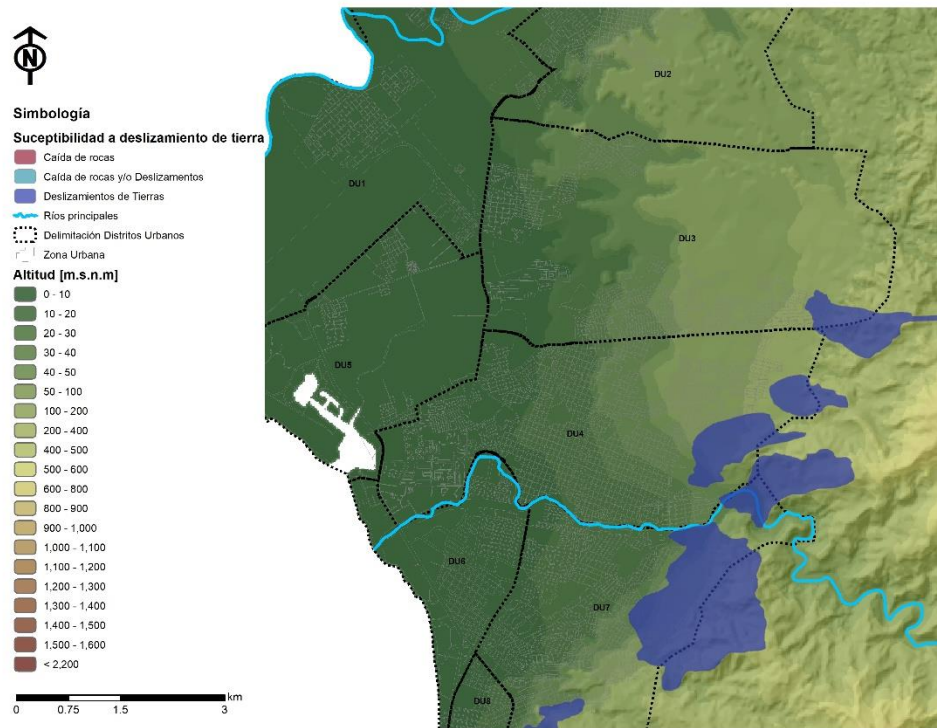 N
Simbología
Suceptibilidad a deslizamiento de tierra
Caída de rocas
Caída de rocas y/o Deslizamentos
Deslizamientos de Tierras
Ríos principales
Delimitación Distritos Urbanos
Zona Urbana
Altitud [m.s.n.m]
0 - 10
10 - 20
20 - 30
30 - 40
40 - 50
50 - 100
100 - 200
200 - 400
400 - 500
500 - 600
600 - 800
800 - 900
900 - 1,000
1,000 - 1,100
1,100 - 1,200
1,200 - 1,300
1,300 - 1,400
1,400 - 1,500
1,500 - 1,600
< 2,200
km
0 0.75 1.5 3
DU2
DU1
DU3
DU5
DU4
DU6
DU7
DU8